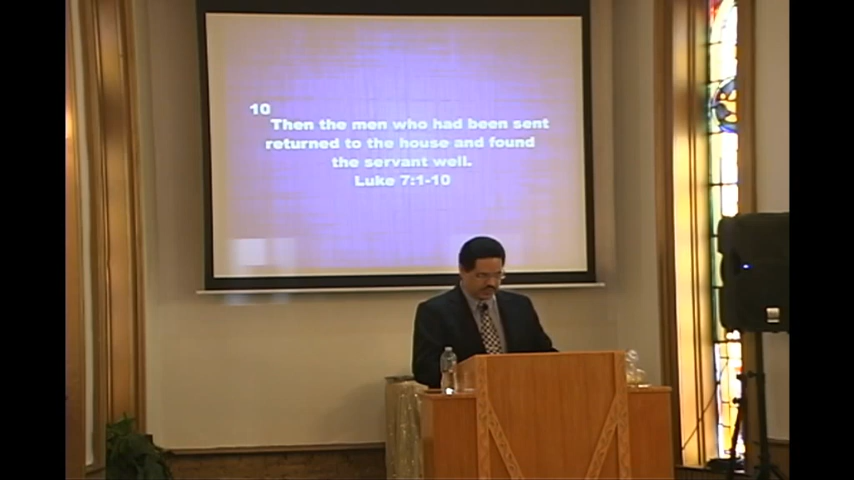 10
Then the men who had been sent
returned to the house and found
the servant well.
Luke 7:1-10